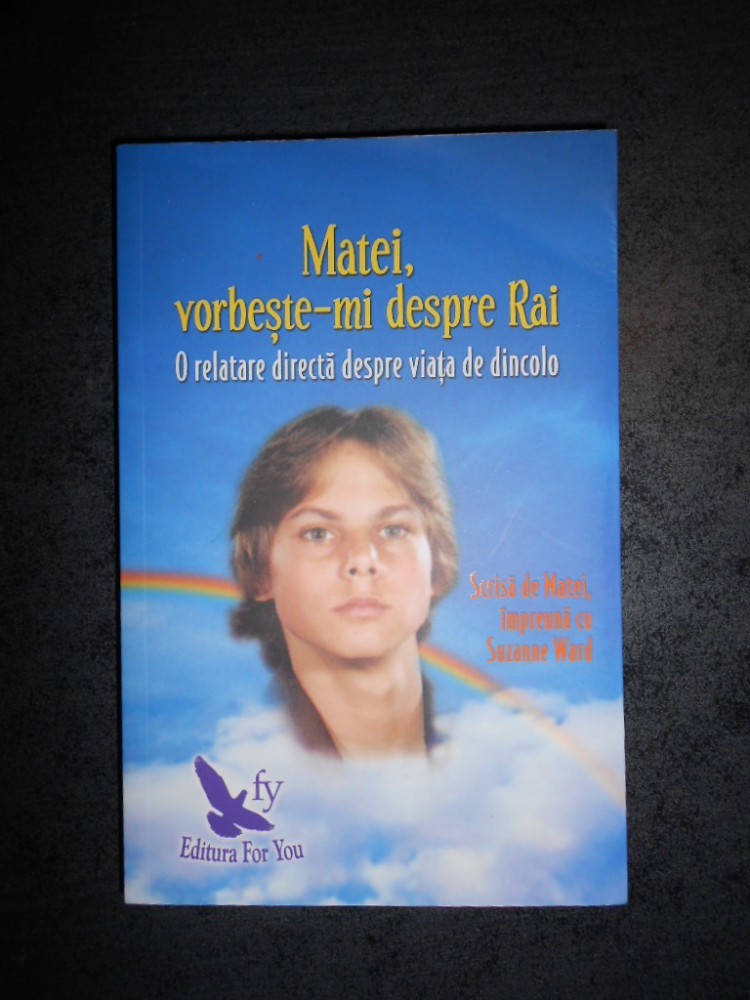 Matei,
vorbește-mi despre Rai
O relatare directă despre viața de dincolo
Scrisă de Matei,
împreună cu
Suzanne Ward
fy
Editura For You